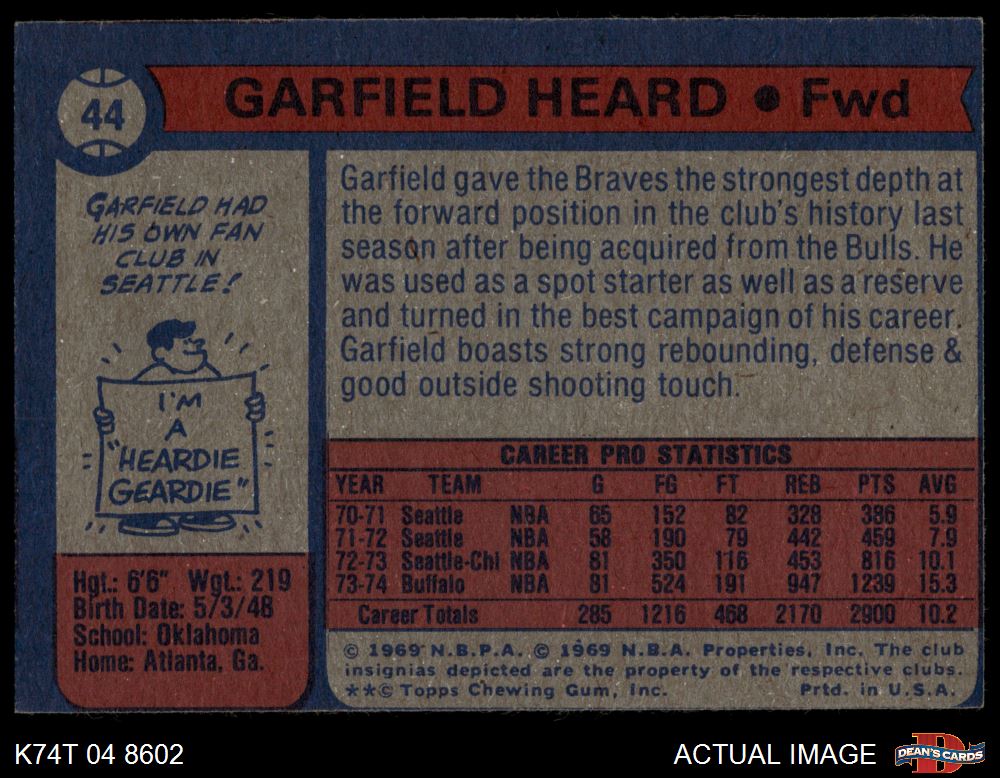 44
GARFIELD HEARD • Fwd
GARFIELD HAD
HIS OWN FAN
CLUB IN
SEATTLE!
I'M
A
"HEARDIE
GEARDIE"
Hgt.: 6'6" Wgt.: 219
Birth Date: 5/3/48
School: Oklahoma
Home: Atlanta, Ga.
Garfield gave the Braves the strongest depth at
the forward position in the club's history last
season after being acquired from the Bulls. He
was used as a spot starter as well as a reserve
and turned in the best campaign of his career.
Garfield boasts strong rebounding, defense &
good outside shooting touch.
CAREER PRO STATISTICS
YEAR TEAM G FG FT REB PTS AVG
70-71 Seattle NBA 65 152 82 328 386 5.9
71-72 Seattle NBA 58 190 79 442 459 7.9
72-73 Seattle-Chi NBA 81 350 116 453 816 10.1
73-74 Buffalo NBA 81 524 191 947 1239 15.3
Career Totals 285 1216 468 2170 2900 10.2
© 1969 N.B.P.A. © 1969 N.B.A. Properties, Inc. The club
insignias depicted are the property of the respective clubs.
**© Topps Chewing Gum, Inc. Prtd. in U.S.A.
K74T 04 8602
ACTUAL IMAGE
D
DEAN'S CARDS